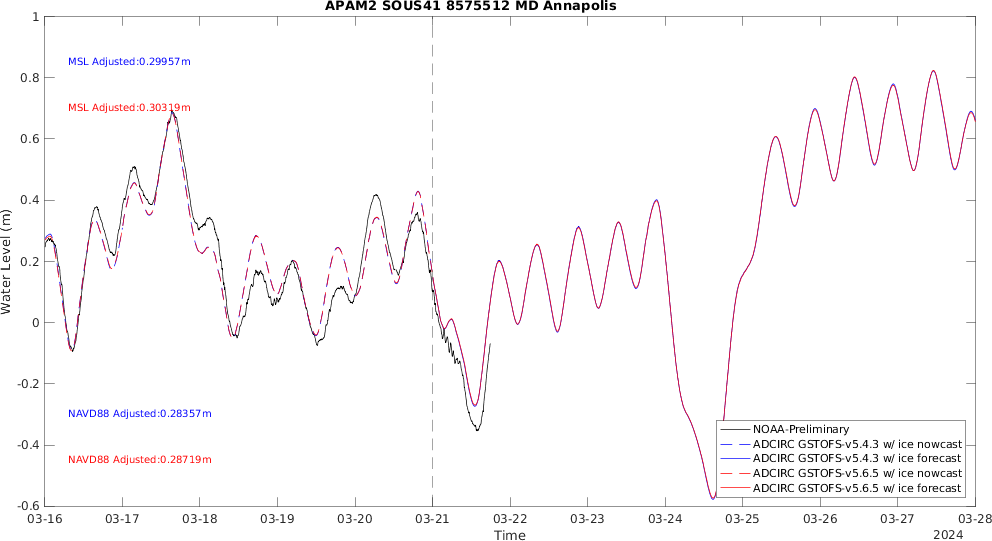 APAM2 SOUS41 8575512 MD Annapolis
1
0.8
0.6
0.4
0.2
0
-0.2
-0.4
-0.6
Water Level (m)
MSL Adjusted:0.29957m
MSL Adjusted:0.30319m
NAVD88 Adjusted:0.28357m
NAVD88 Adjusted:0.28719m
NOAA-Preliminary
ADCIRC GSTOFS-v5.4.3 w/ ice nowcast
ADCIRC GSTOFS-v5.4.3 w/ ice forecast
ADCIRC GSTOFS-v5.6.5 w/ ice nowcast
ADCIRC GSTOFS-v5.6.5 w/ ice forecast
03-16 03-17 03-18 03-19 03-20 03-21 03-22 03-23 03-24 03-25 03-26 03-27 03-28
Time
2024